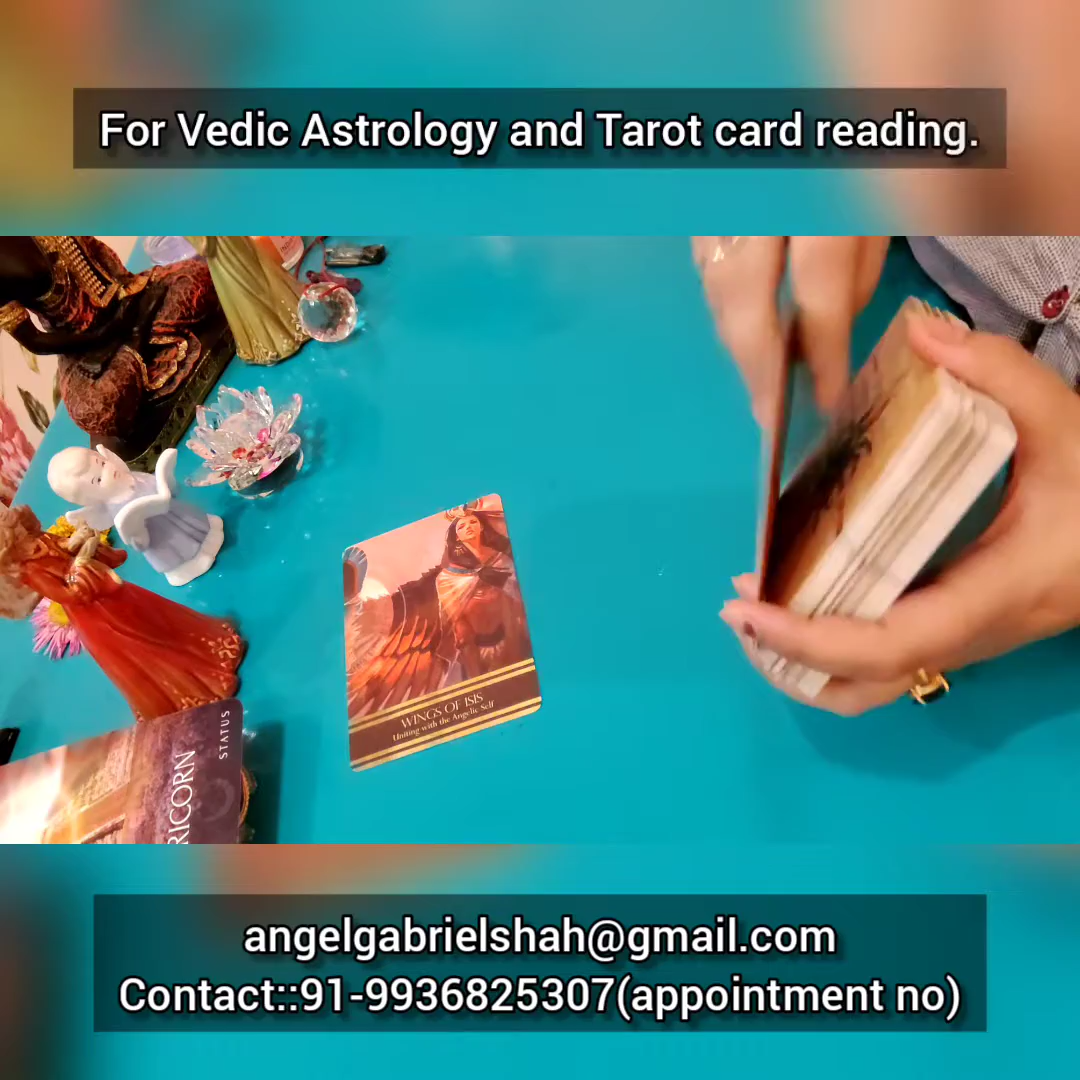 For Vedic Astrology and Tarot card reading.
WINGS OF ISIS
Uniting with the Angelic Self
STATUS
RICORN
angelgabrielshah@gmail.com
Contact::91-9936825307(appointment no)